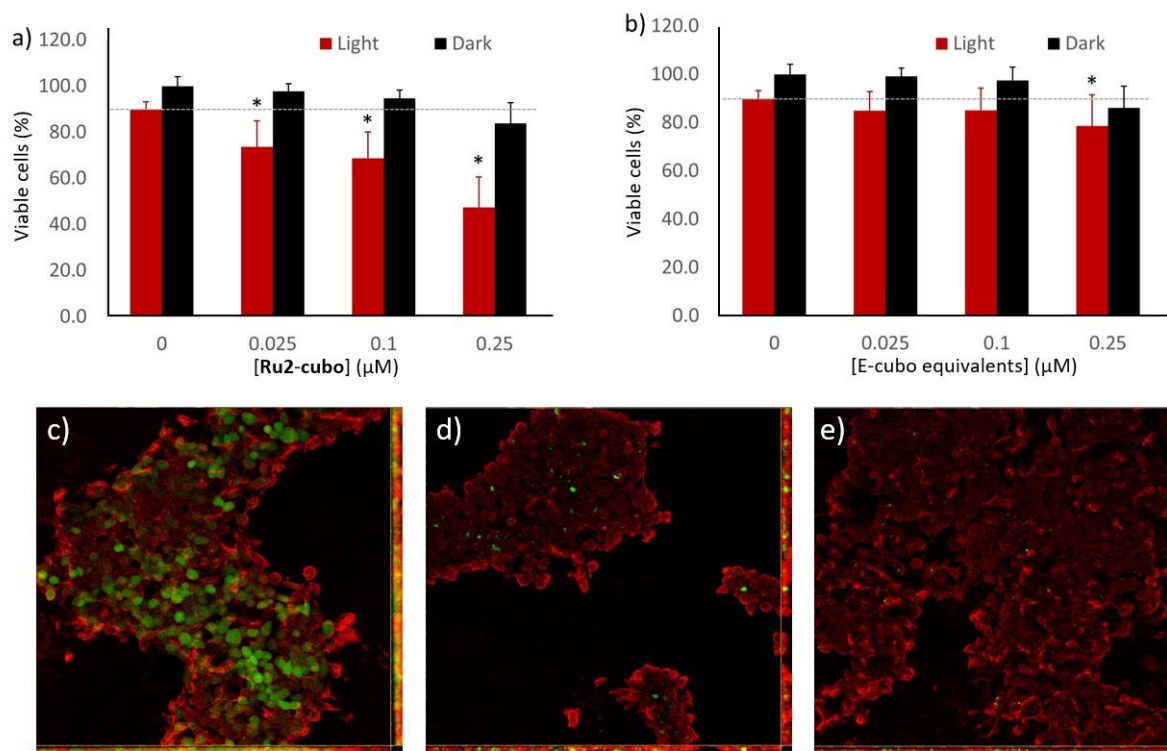 a)
120.0
100.0
80.0
60.0
40.0
20.0
0.0
Viable cells (%)
Light Dark
* * *
0 0.025 0.1 0.25
[Ru2-cubo] (µM)
b)
120.0
100.0
80.0
60.0
40.0
20.0
0.0
Viable cells (%)
Light Dark
*
0 0.025 0.1 0.25
[E-cubo equivalents] (µM)
c)
d)
e)